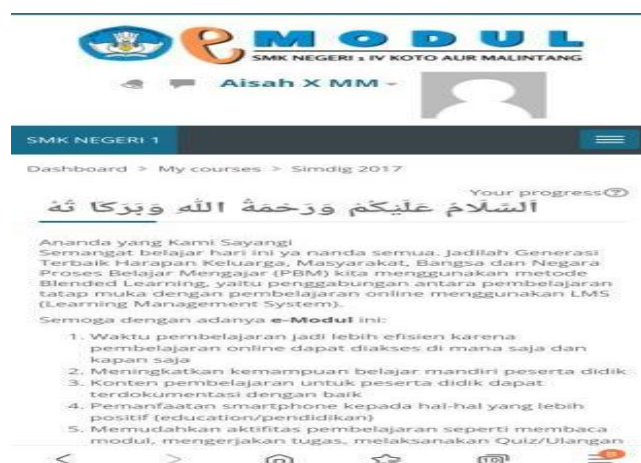 e MODUL
SMK NEGERI 1 IV KOTO AUR MALINTANG
Aisah X MM
SMK NEGERI 1
Dashboard > My courses > Simdig 2017
Your progress
اَلسَّلَامُ عَلَيْكُمْ وَرَحْمَةُ اللهِ وَبَرَكَا تُهُ
Ananda yang Kami Sayangi
Semangat belajar hari ini ya nanda semua. Jadilah Generasi
Terbaik Harapan Keluarga, Masyarakat, Bangsa dan Negara
Proses Belajar Mengajar (PBM) kita menggunakan metode
Blended Learning, yaitu penggabungan antara pembelajaran
tatap muka dengan pembelajaran online menggunakan LMS
(Learning Management System).
Semoga dengan adanya e-Modul ini:
1. Waktu pembelajaran jadi lebih efisien karena
pembelajaran online dapat diakses di mana saja dan
kapan saja
2. Meningkatkan kemampuan belajar mandiri peserta didik
3. Konten pembelajaran untuk peserta didik dapat
terdokumentasi dengan baik
4. Pemanfaatan smartphone kepada hal-hal yang lebih
positif (education/pendidikan)
5. Memudahkan aktifitas pembelajaran seperti membaca
modul, mengerjakan tugas, melaksanakan Quiz/Ulangan